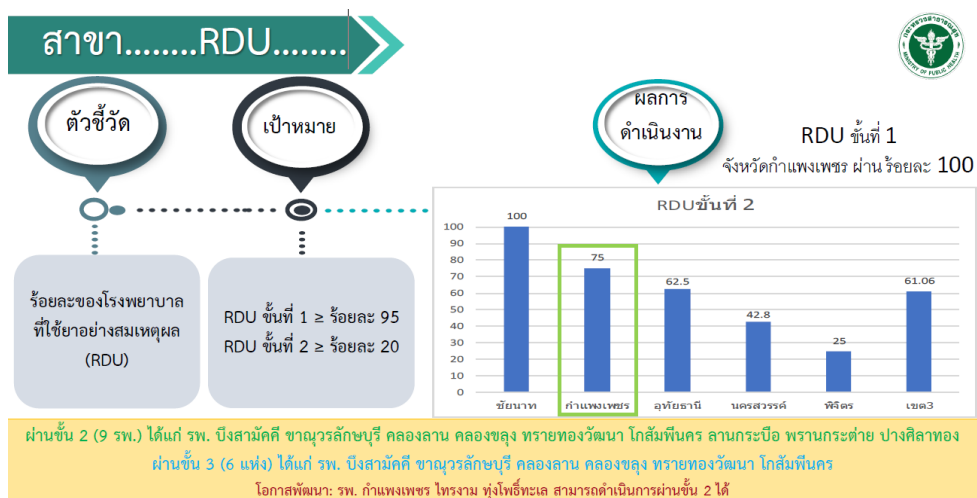 สาขา........RDU........
กระทรวงสาธารณสุข
MINISTRY OF PUBLIC HEALTH
ตัวชี้วัด
เป้าหมาย
ผลการ
ดำเนินงาน
RDU ขั้นที่ 1
จังหวัดกำแพงเพชร ผ่าน ร้อยละ 100
ร้อยละของโรงพยาบาล
ที่ใช้ยาอย่างสมเหตุผล
(RDU)
RDU ขั้นที่ 1 ≥ ร้อยละ 95
RDU ขั้นที่ 2 ≥ ร้อยละ 20
RDUขั้นที่ 2
100
90
80
70
60
50
40
30
20
10
0
100
75
62.5
42.8
25
61.06
ชัยนาท กำแพงเพชร อุทัยธานี นครสวรรค์ พิจิตร เขต3
ผ่านขั้น 2 (9 รพ.) ได้แก่ รพ. บึงสามัคคี ขาณุวรลักษบุรี คลองลาน คลองขลุง ทรายทองวัฒนา โกสัมพีนคร ลานกระบือ พรานกระต่าย ปางศิลาทอง
ผ่านขั้น 3 (6 แห่ง) ได้แก่ รพ. บึงสามัคคี ขาณุวรลักษบุรี คลองลาน คลองขลุง ทรายทองวัฒนา โกสัมพีนคร
โอกาสพัฒนา: รพ. กำแพงเพชร ไทรงาม ทุ่งโพธิ์ทะเล สามารถดำเนินการผ่านขั้น 2 ได้